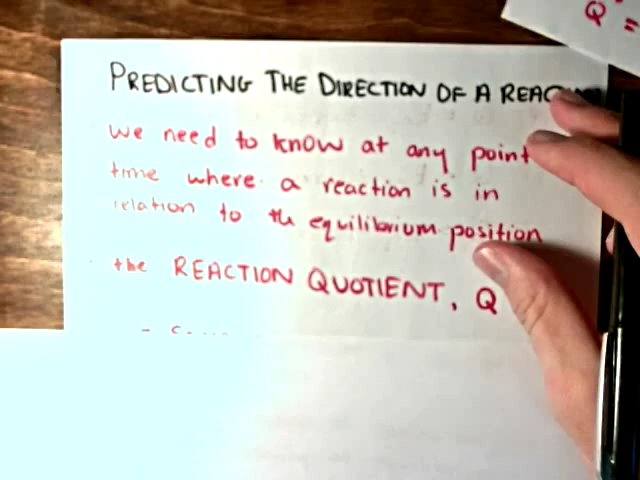 Q =
PREDICTING THE DIRECTION OF A
we need to know at any point
time where a reaction is in
relation to the equilibrium position
the REACTION QUOTIENT, Q